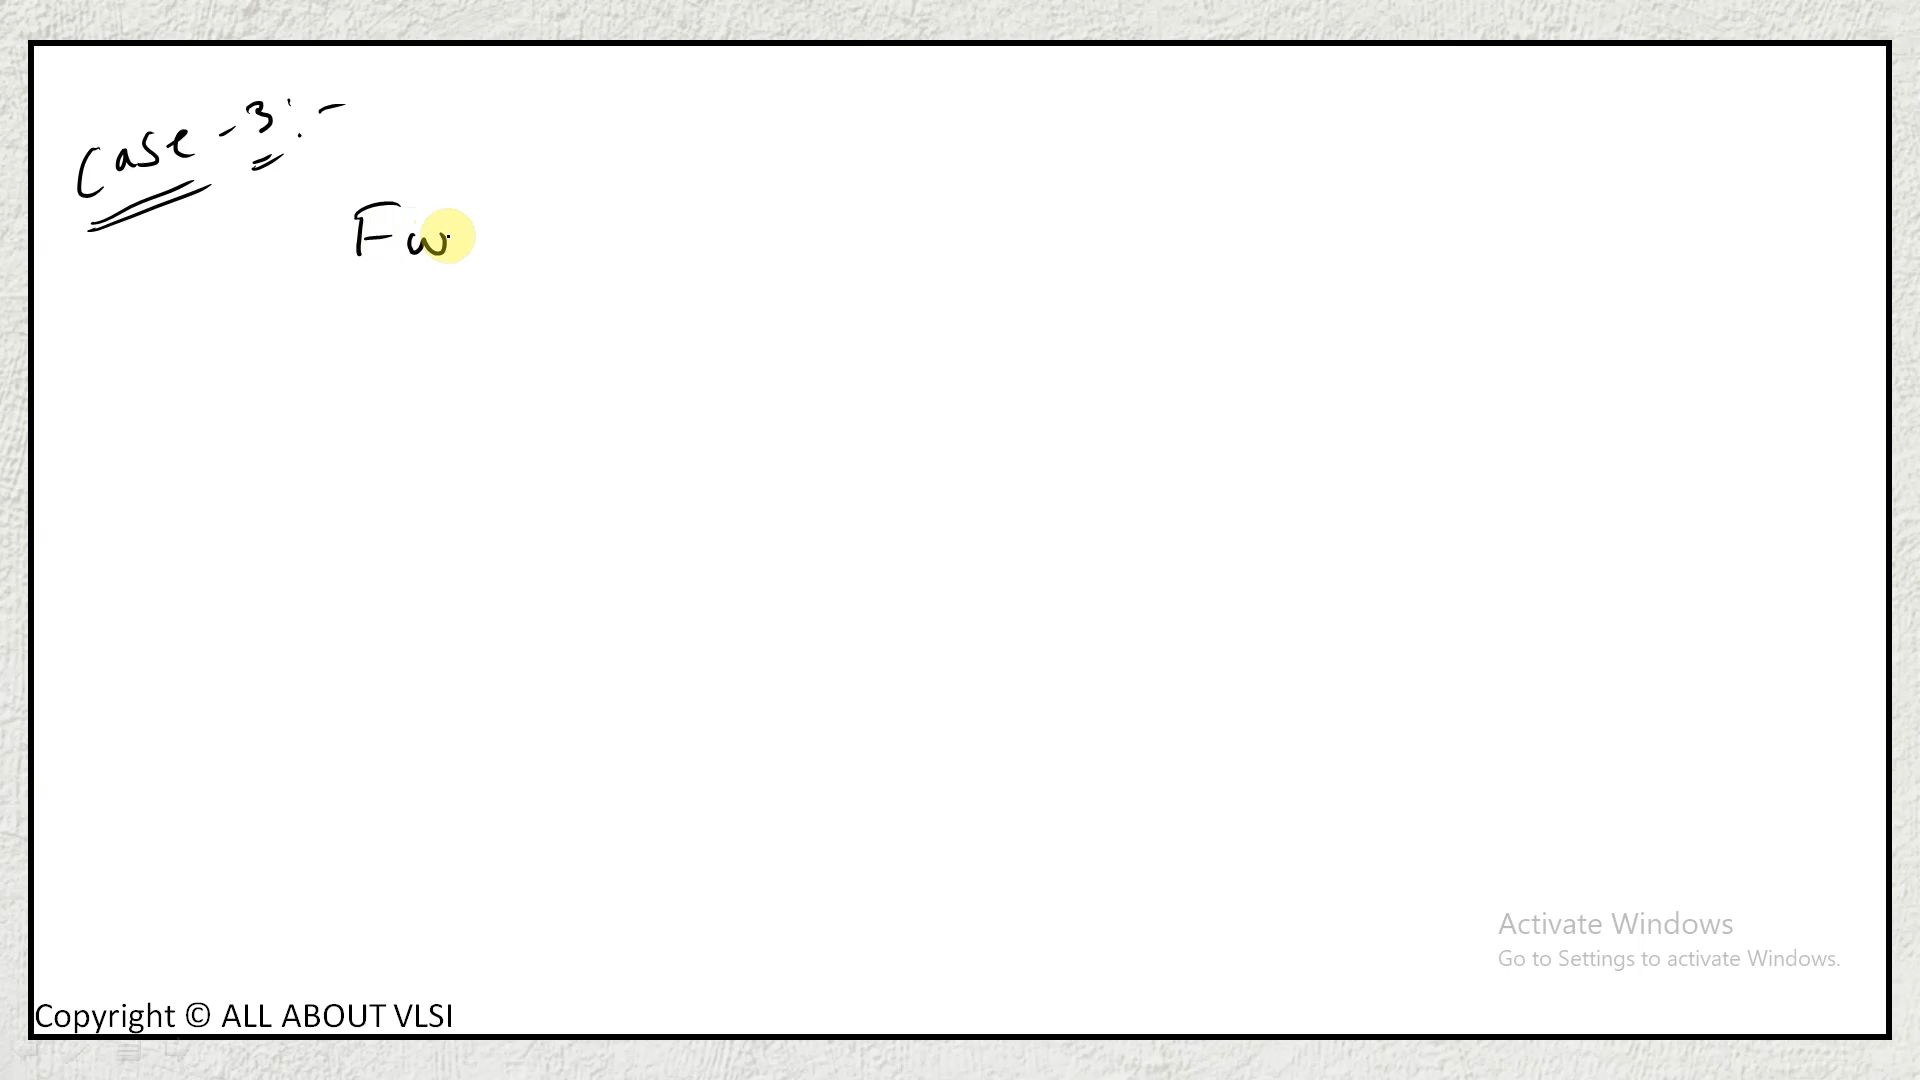 Case - 3 : -
Fw
Activate Windows
Go to Settings to activate Windows.
Copyright © ALL ABOUT VLSI